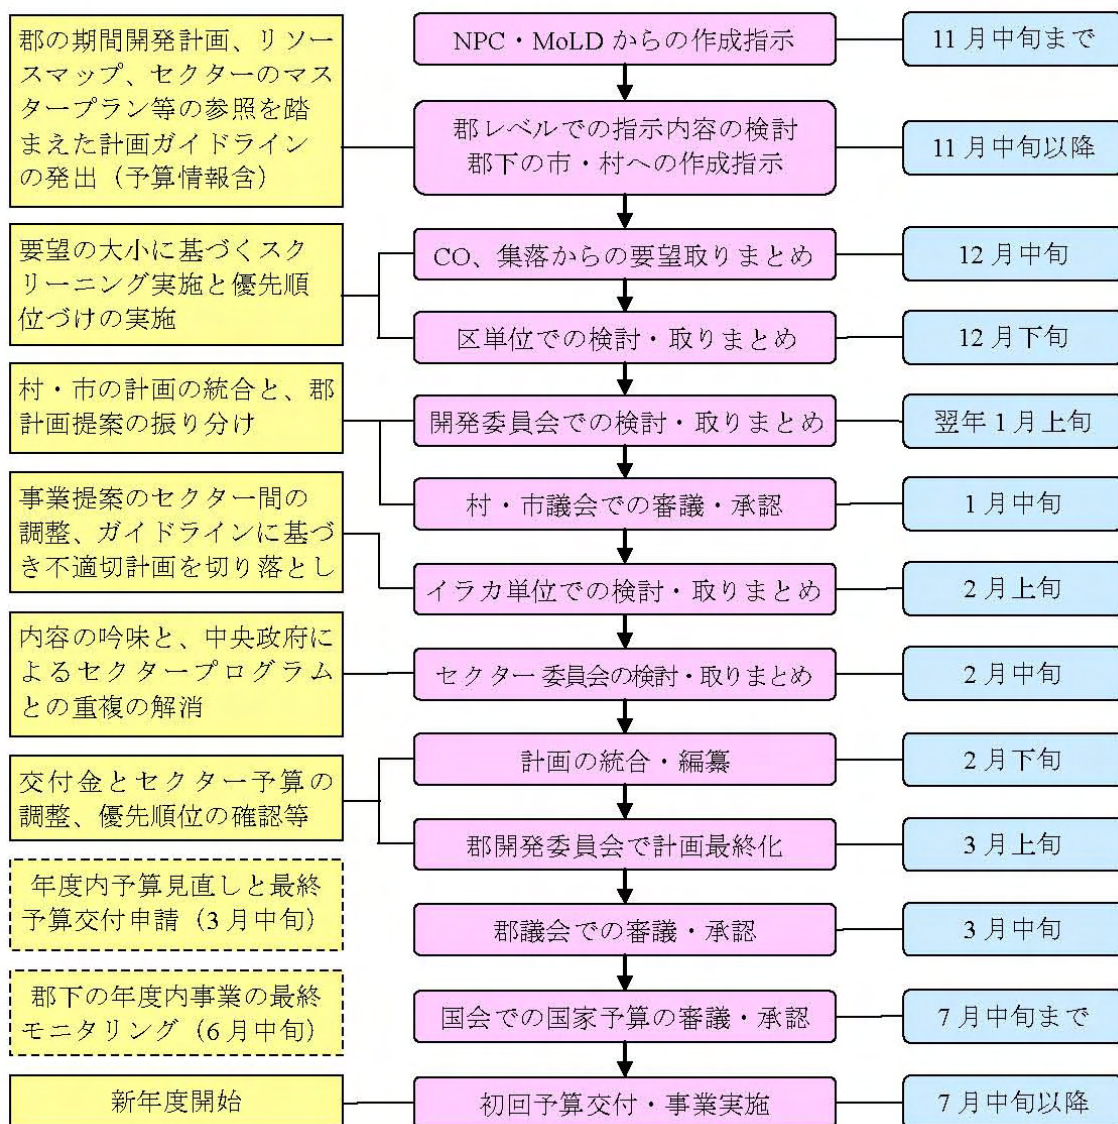 郡の期間開発計画、リソー
スマップ、セクターのマス
タープラン等の参照を踏
まえた計画ガイドライン
の発出（予算情報含）
NPC・MoLD からの作成指示
11 月中旬まで
郡レベルでの指示内容の検討
郡下の市・村への作成指示
11 月中旬以降
要望の大小に基づくスク
リーニング実施と優先順
位づけの実施
CO、集落からの要望取りまとめ
12 月中旬
区単位での検討・取りまとめ
12 月下旬
村・市の計画の統合と、郡
計画提案の振り分け
開発委員会での検討・取りまとめ
翌年 1 月上旬
村・市議会での審議・承認
1 月中旬
事業提案のセクター間の
調整、ガイドラインに基づ
き不適切計画を切り落とし
イラカ単位での検討・取りまとめ
2 月上旬
内容の吟味と、中央政府に
よるセクタープログラム
との重複の解消
セクター委員会の検討・取りまとめ
2 月中旬
交付金とセクター予算の
調整、優先順位の確認等
計画の統合・編纂
2 月下旬
郡開発委員会で計画最終化
3 月上旬
年度内予算見直しと最終
予算交付申請（3 月中旬）
郡議会での審議・承認
3 月中旬
郡下の年度内事業の最終
モニタリング（6 月中旬）
国会での国家予算の審議・承認
7 月中旬まで
新年度開始
初回予算交付・事業実施
7 月中旬以降